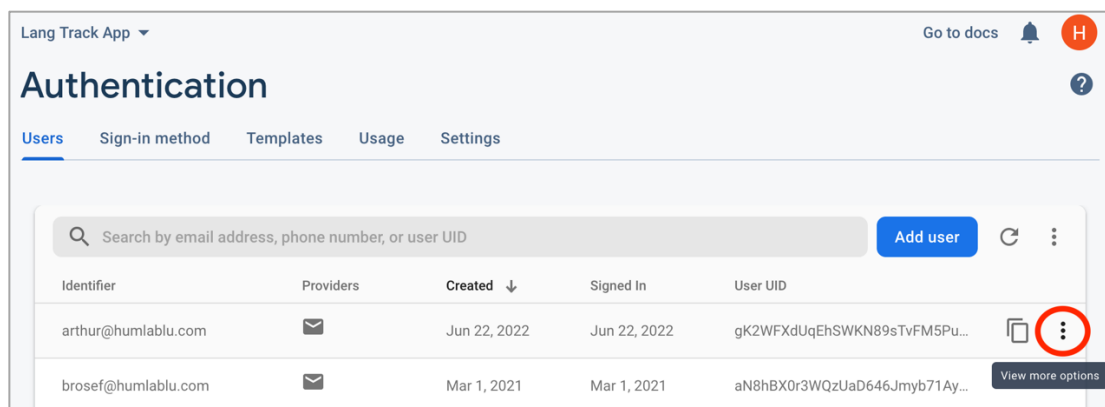 Lang Track App Go to docs H
Authentication
Users Sign-in method Templates Usage Settings
Search by email address, phone number, or user UID Add user
Identifier Providers Created Signed In User UID
arthur@humlablu.com Jun 22, 2022 Jun 22, 2022 gK2WFXdUqEhSWKN89sTvFM5Pu...
View more options
brosef@humlablu.com Mar 1, 2021 Mar 1, 2021 aN8hBX0r3WQzUaD646Jmyb71Ay...